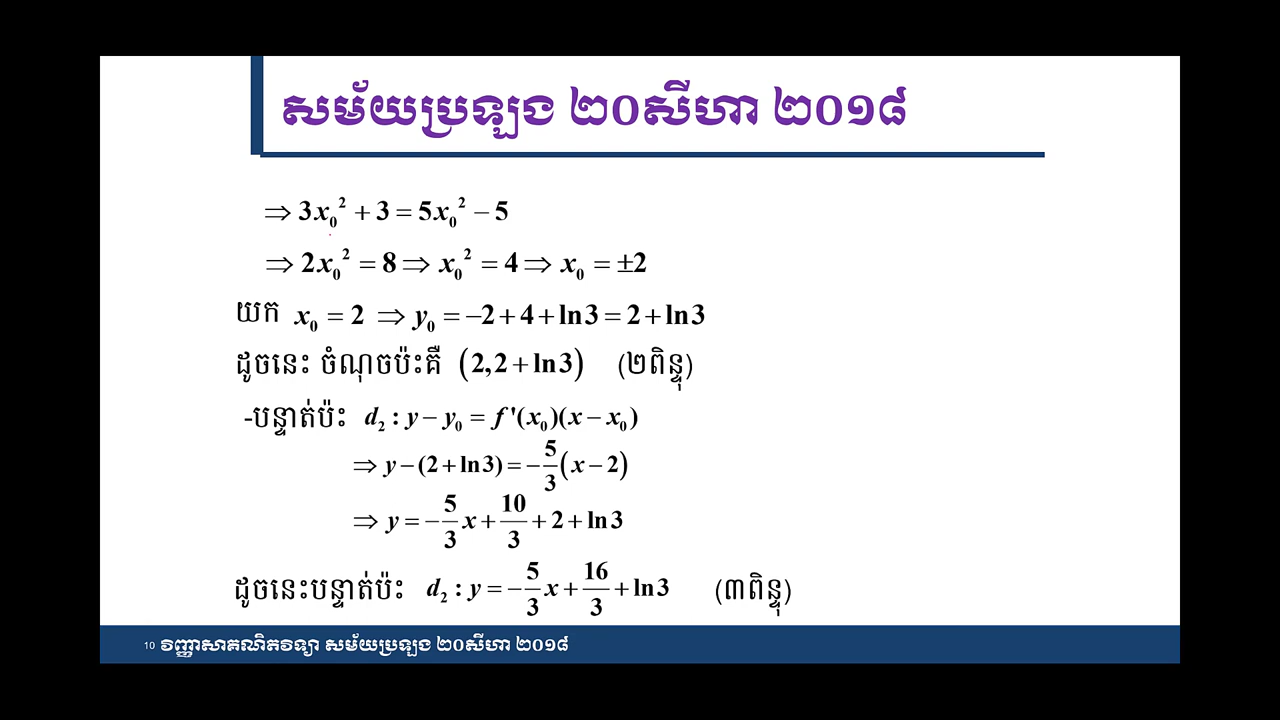 សម័យប្រឡង ២០សីហា ២០១៨
⇒ 3x₀² + 3 = 5x₀² − 5
⇒ 2x₀² = 8 ⇒ x₀² = 4 ⇒ x₀ = ±2
យក x₀ = 2 ⇒ y₀ = −2 + 4 + ln3 = 2 + ln3
ដូចនេះ ចំណុចប៉ះគឺ (2,2 + ln3) (២ពិន្ទុ)
-បន្ទាត់ប៉ះ d₂ : y − y₀ = f'(x₀)(x − x₀)
⇒ y − (2 + ln3) = −5/3 (x − 2)
⇒ y = −5/3 x + 10/3 + 2 + ln3
ដូចនេះបន្ទាត់ប៉ះ d₂ : y = −5/3 x + 16/3 + ln3 (៣ពិន្ទុ)
10 វិញ្ញាសាគណិតវិទ្យា សម័យប្រឡង ២០សីហា ២០១៨